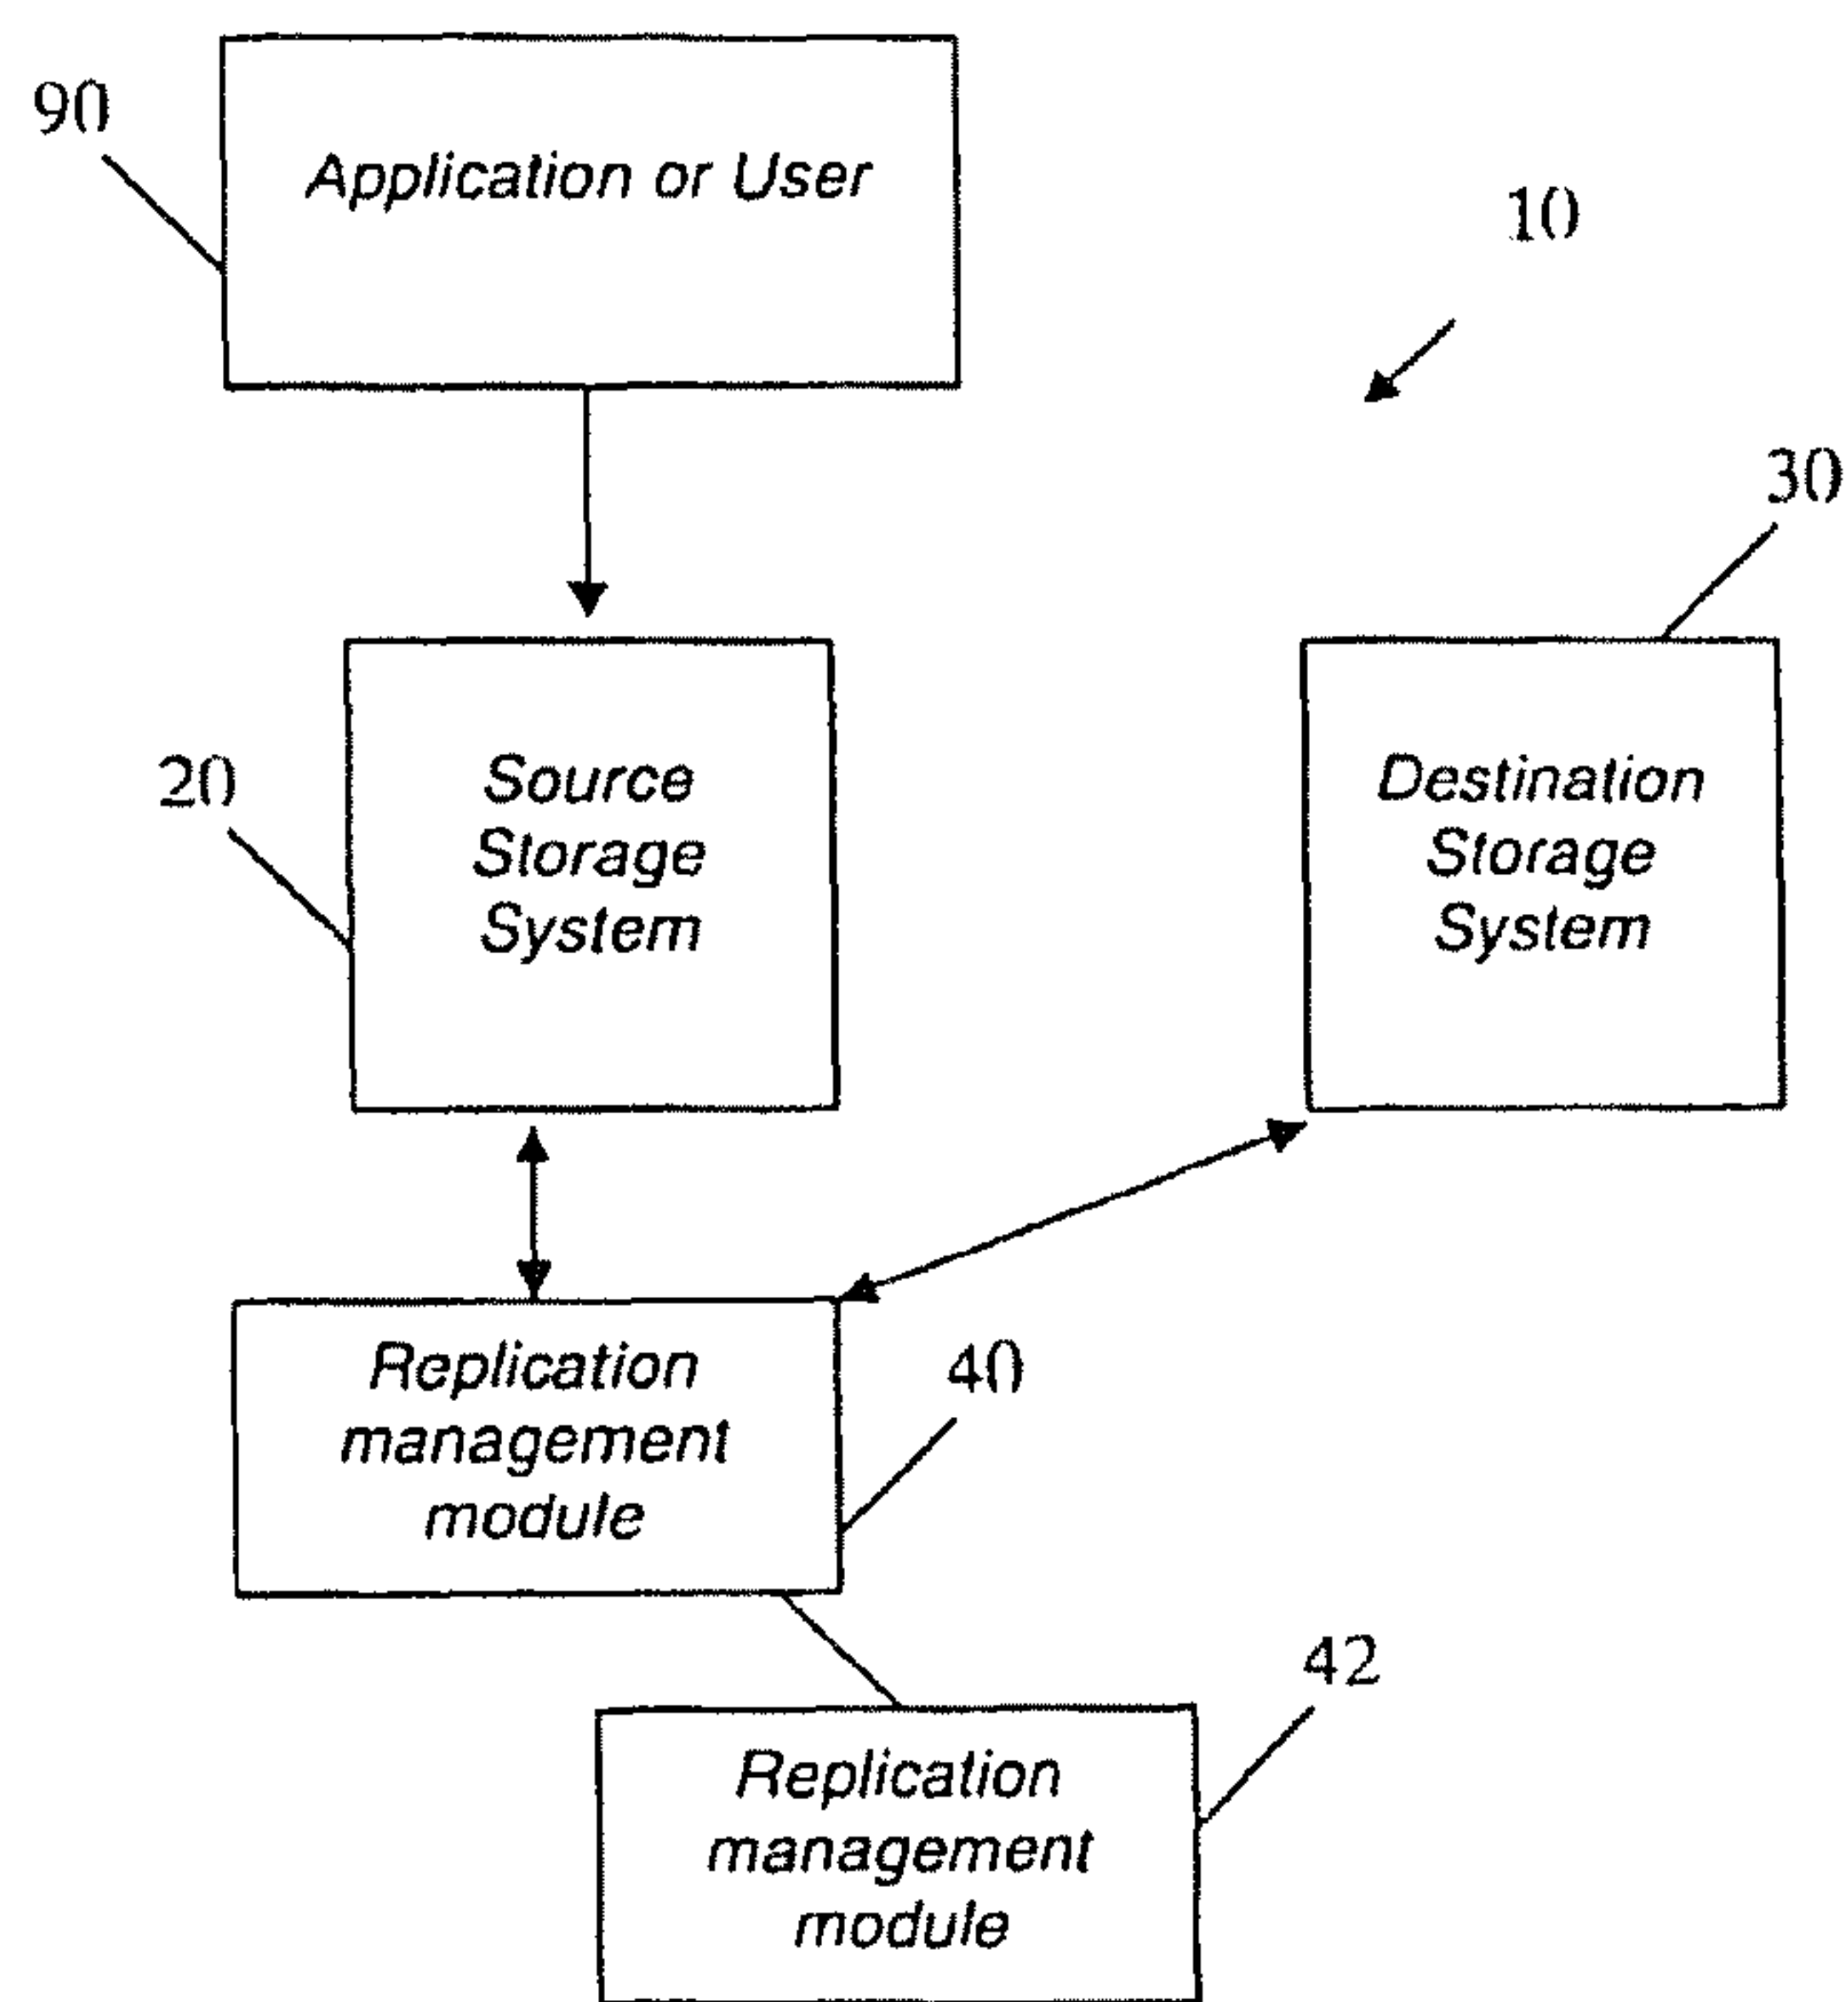 90
Application or User
10
30
20
Source
Storage
System
Destination
Storage
System
Replication
management
module
40
42
Replication
management
module